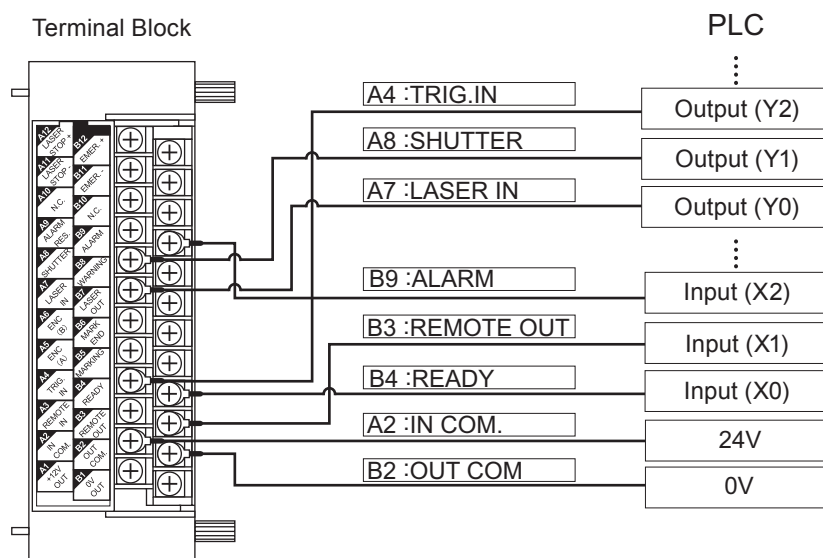 Terminal Block
PLC
A4 :TRIG.IN
Output (Y2)
A8 :SHUTTER
Output (Y1)
A7 :LASER IN
Output (Y0)
B9 :ALARM
Input (X2)
B3 :REMOTE OUT
Input (X1)
B4 :READY
Input (X0)
A2 :IN COM.
24V
B2 :OUT COM
0V
A12
LASER
STOP +
A11
LASER
STOP -
A10
N.C.
A9
ALARM
RES.
A8
SHUTTER
A7
LASER
IN
A6
ENC
(B)
A5
ENC
(A)
A4
TRIG.
IN
A3
REMOTE
IN
A2
IN
COM.
A1
+12V
OUT
B12
EMER. +
B11
EMER. -
B10
N.C.
B9
ALARM
B8
WARNING
B7
LASER
OUT
B6
MARK
END
B5
MARKING
B4
READY
B3
REMOTE
OUT
B2
OUT
COM.
B1
0V
OUT